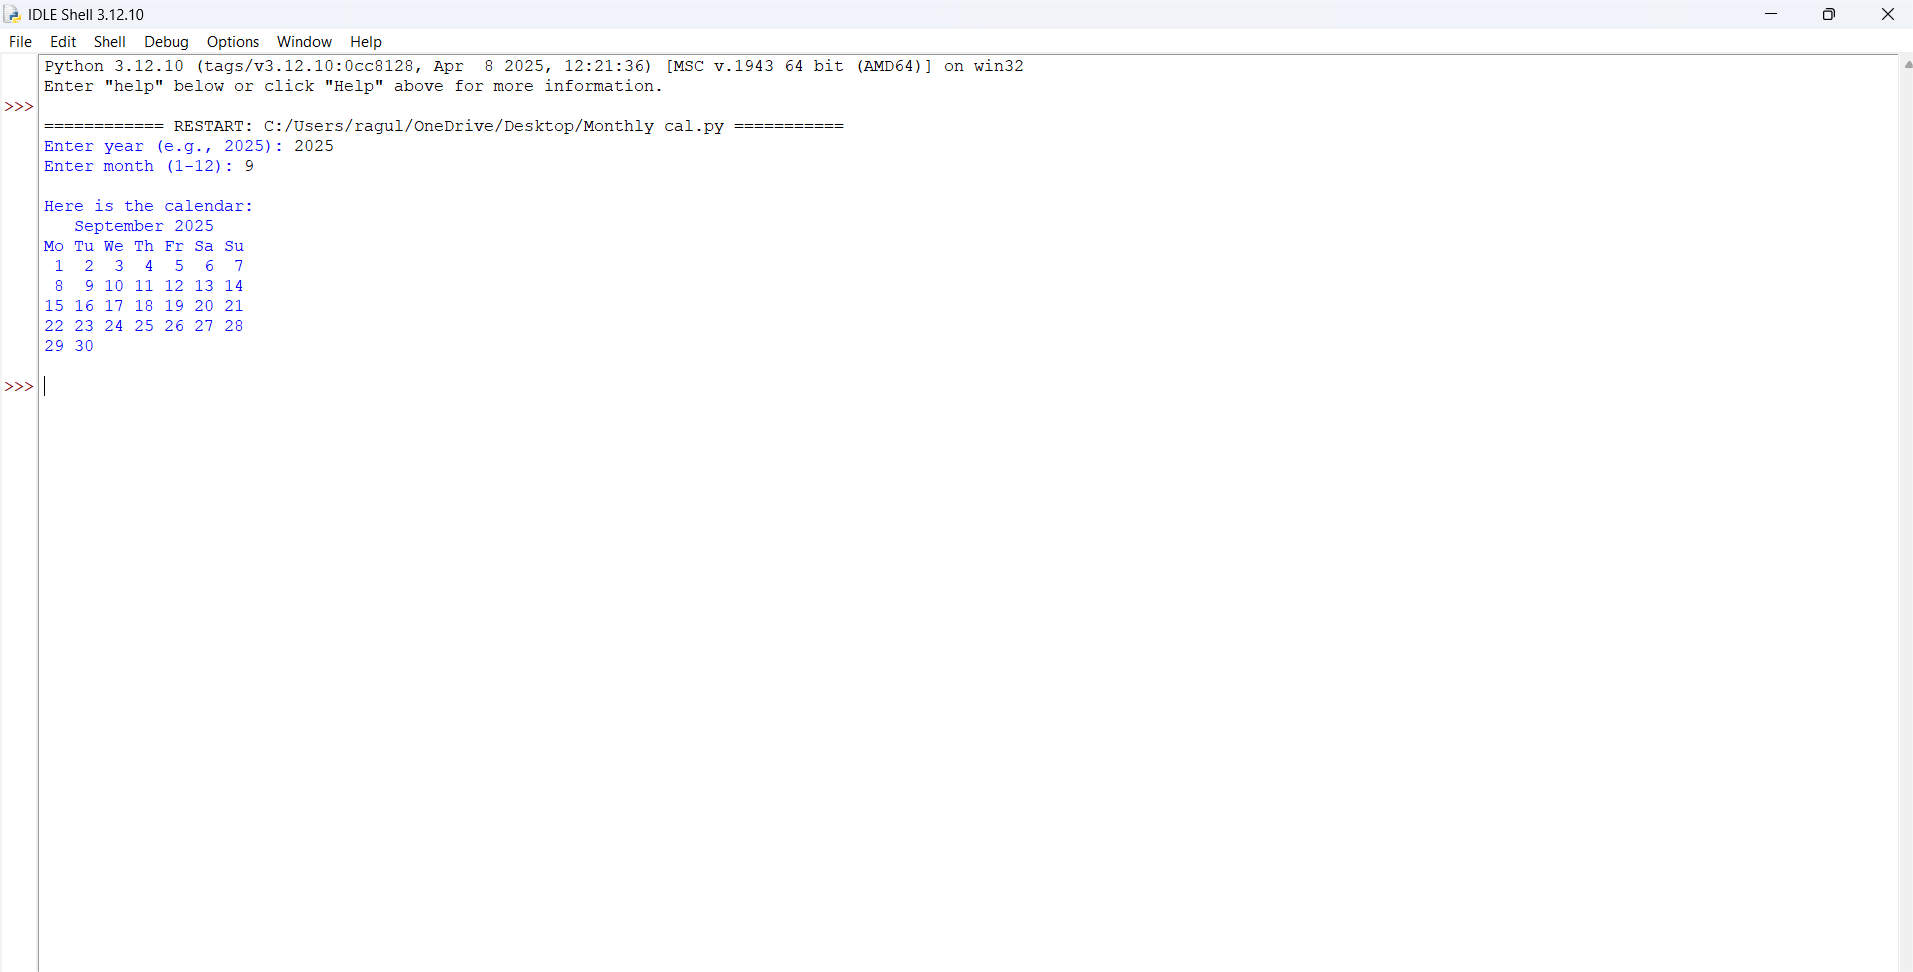 IDLE Shell 3.12.10
File Edit Shell Debug Options Window Help
Python 3.12.10 (tags/v3.12.10:0cc8128, Apr  8 2025, 12:21:36) [MSC v.1943 64 bit (AMD64)] on win32
Enter "help" below or click "Help" above for more information.
>>>
============ RESTART: C:/Users/ragul/OneDrive/Desktop/Monthly cal.py ===========
Enter year (e.g., 2025): 2025
Enter month (1-12): 9
Here is the calendar:
   September 2025
Mo Tu We Th Fr Sa Su
 1  2  3  4  5  6  7
 8  9 10 11 12 13 14
15 16 17 18 19 20 21
22 23 24 25 26 27 28
29 30
>>>